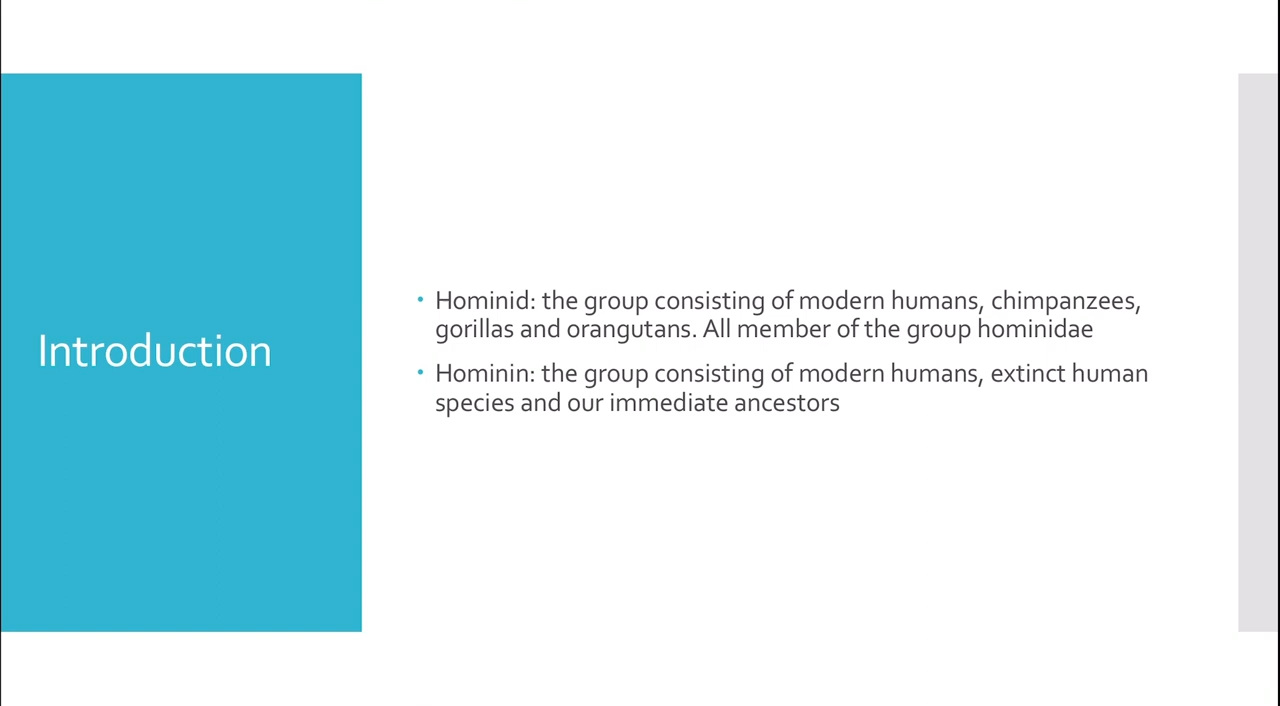 Introduction
• Hominid: the group consisting of modern humans, chimpanzees,
gorillas and orangutans. All member of the group hominidae
• Hominin: the group consisting of modern humans, extinct human
species and our immediate ancestors